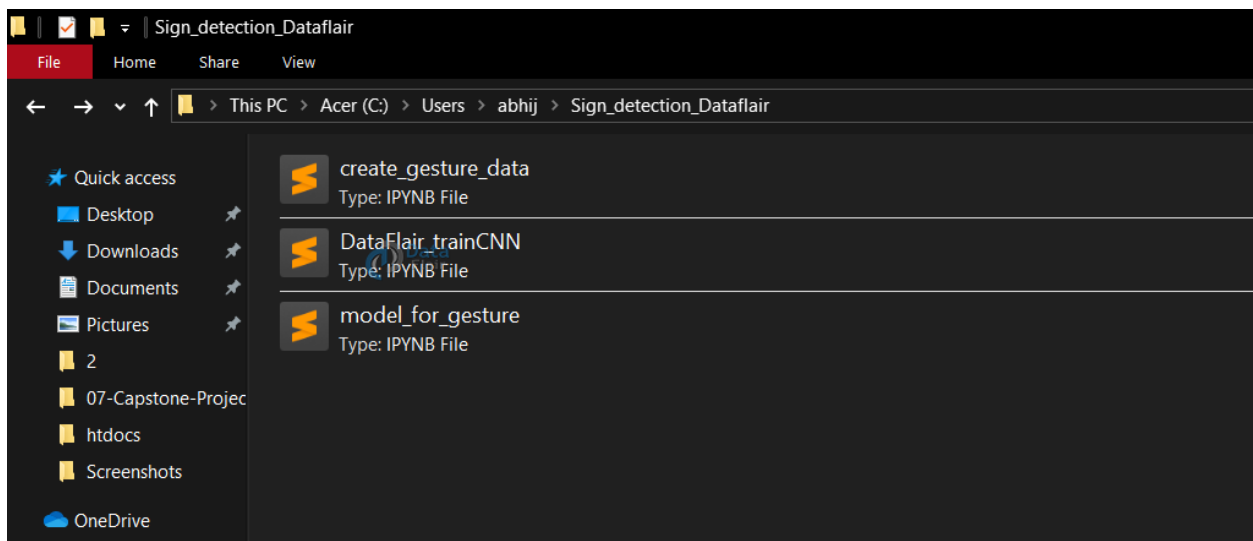 Sign_detection_Dataflair
File Home Share View
This PC > Acer (C:) > Users > abhij > Sign_detection_Dataflair
Quick access
Desktop
Downloads
Documents
Pictures
2
07-Capstone-Projec
htdocs
Screenshots
OneDrive
create_gesture_data
Type: IPYNB File
DataFlair_trainCNN
Type: IPYNB File
model_for_gesture
Type: IPYNB File
Data